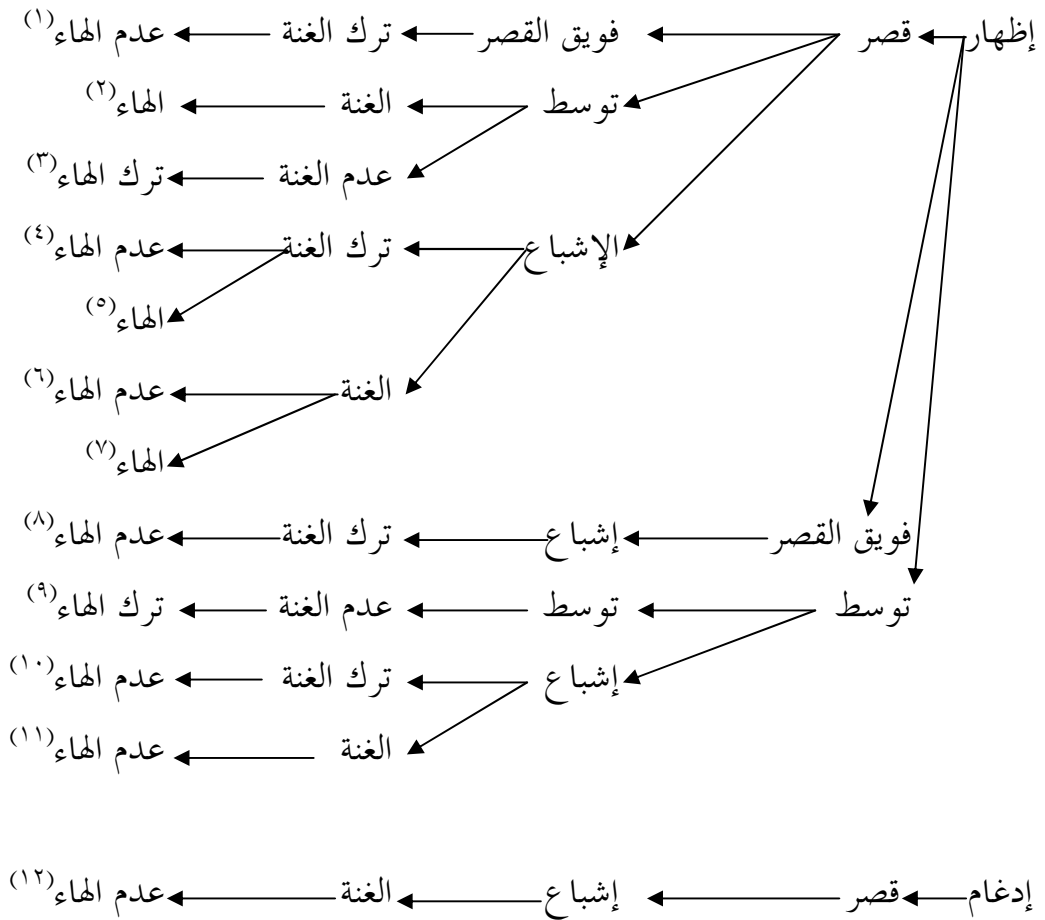 إظهار قصر فويق القصر ترك الغنة عدم الهاء(١)
توسط الغنة الهاء(٢)
عدم الغنة ترك الهاء(٣)
الإشباع ترك الغنة عدم الهاء(٤)
الهاء(٥)
الغنة عدم الهاء(٦)
الهاء(٧)
فويق القصر إشباع ترك الغنة عدم الهاء(٨)
توسط توسط عدم الغنة ترك الهاء(٩)
إشباع ترك الغنة عدم الهاء(١٠)
الغنة عدم الهاء(١١)
إدغام قصر إشباع الغنة عدم الهاء(١٢)